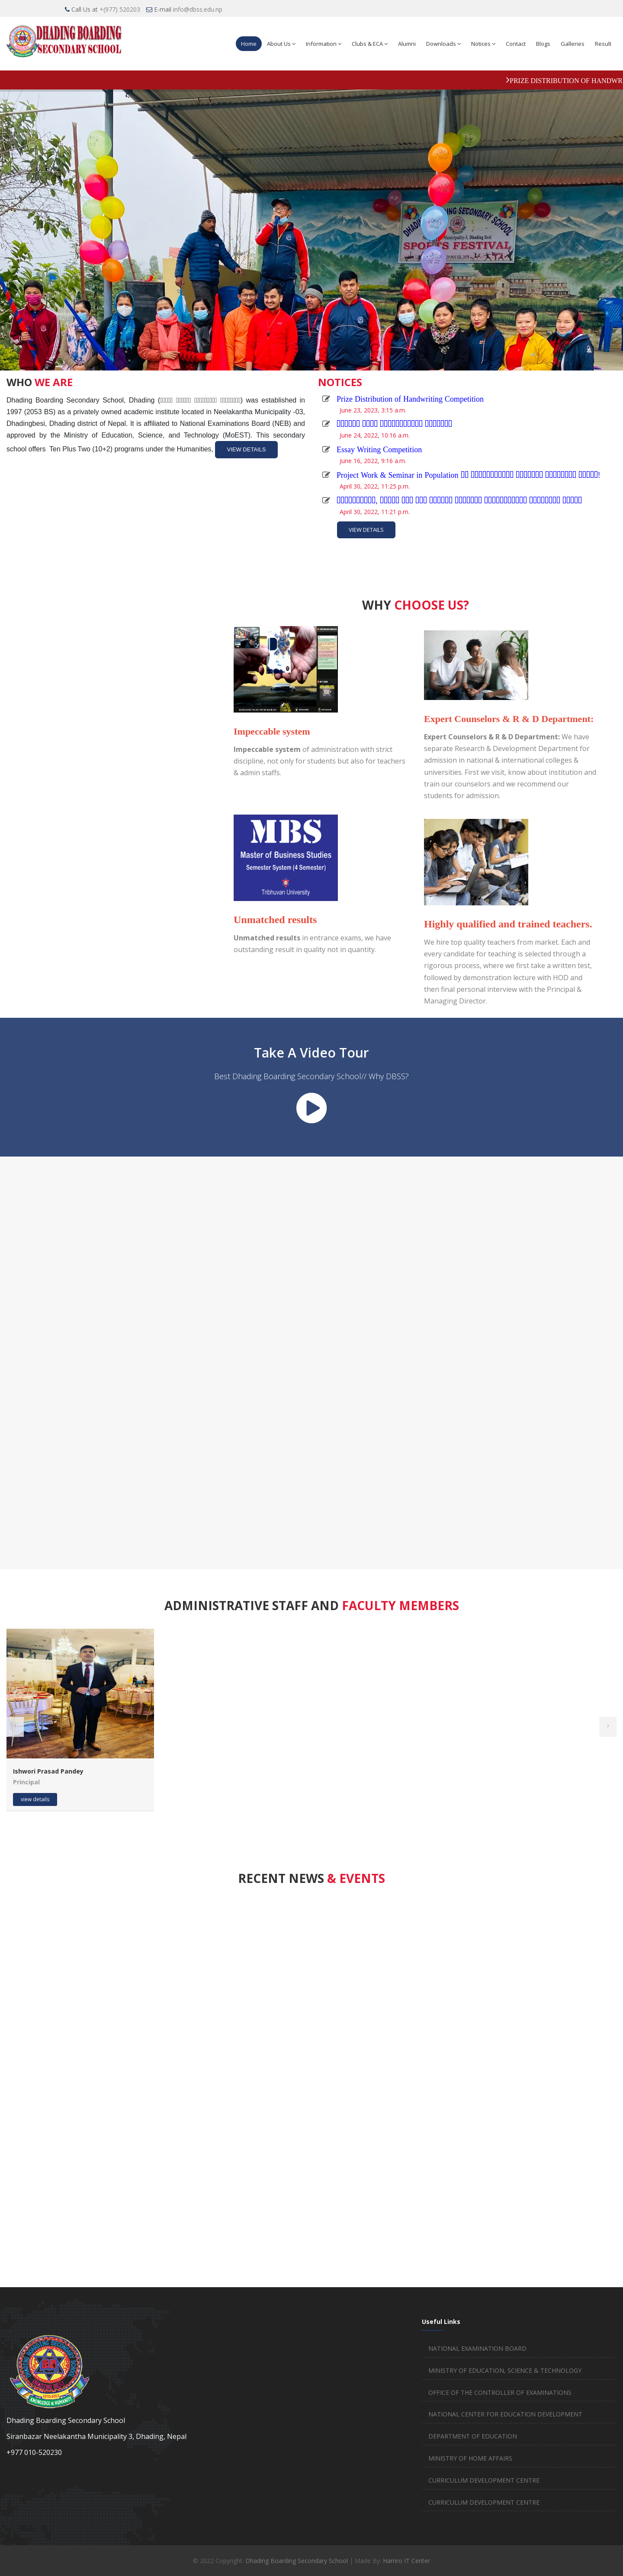 Call Us at +(977) 520203 E-mail info@dbss.edu.np
DHADING BOARDING
SECONDARY SCHOOL
Home About Us Information Clubs & ECA Alumni Downloads Notices Contact Blogs Galleries Result
PRIZE DISTRIBUTION OF HANDWR
DHADING BOARDING SECONDARY SCHOOL
SPORTS FESTIVAL
WHO WE ARE
Dhading Boarding Secondary School, Dhading ( ) was established in
1997 (2053 BS) as a privately owned academic institute located in Neelakantha Municipality -03,
Dhadingbesi, Dhading district of Nepal. It is affiliated to National Examinations Board (NEB) and
approved by the Ministry of Education, Science, and Technology (MoEST). This secondary
school offers Ten Plus Two (10+2) programs under the Humanities, VIEW DETAILS
NOTICES
Prize Distribution of Handwriting Competition
June 23, 2023, 3:15 a.m.
June 24, 2022, 10:16 a.m.
Essay Writing Competition
June 16, 2022, 9:16 a.m.
Project Work & Seminar in Population !
April 30, 2022, 11:25 p.m.
April 30, 2022, 11:21 p.m.
VIEW DETAILS
WHY CHOOSE US?
Impeccable system
Impeccable system of administration with strict
discipline, not only for students but also for teachers
& admin staffs.
Expert Counselors & R & D Department:
Expert Counselors & R & D Department: We have
separate Research & Development Department for
admission in national & international colleges &
universities. First we visit, know about institution and
train our counselors and we recommend our
students for admission.
MBS
Master of Business Studies
Semester System (4 Semester)
Tribhuvan University
Unmatched results
Unmatched results in entrance exams, we have
outstanding result in quality not in quantity.
Highly qualified and trained teachers.
We hire top quality teachers from market. Each and
every candidate for teaching is selected through a
rigorous process, where we first take a written test,
followed by demonstration lecture with HOD and
then final personal interview with the Principal &
Managing Director.
Take A Video Tour
Best Dhading Boarding Secondary School// Why DBSS?
ADMINISTRATIVE STAFF AND FACULTY MEMBERS
Ishwori Prasad Pandey
Principal
view details
RECENT NEWS & EVENTS
Dhading Boarding Secondary School
Siranbazar Neelakantha Municipality 3, Dhading, Nepal
+977 010-520230
Useful Links
NATIONAL EXAMINATION BOARD
MINISTRY OF EDUCATION, SCIENCE & TECHNOLOGY
OFFICE OF THE CONTROLLER OF EXAMINATIONS
NATIONAL CENTER FOR EDUCATION DEVELOPMENT
DEPARTMENT OF EDUCATION
MINISTRY OF HOME AFFAIRS
CURRICULUM DEVELOPMENT CENTRE
CURRICULUM DEVELOPMENT CENTRE
© 2022 Copyright: Dhading Boarding Secondary School | Made By: Hamro IT Center